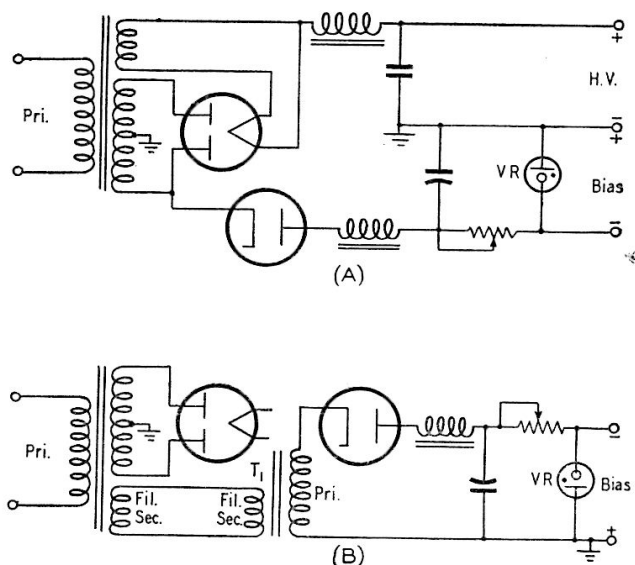 +
Pri.
H.V.
−
+
VR
Bias
−
(A)
Pri.
T1
Fil.
Sec.
Fil.
Sec.
Pri.
−
VR
Bias
+
(B)